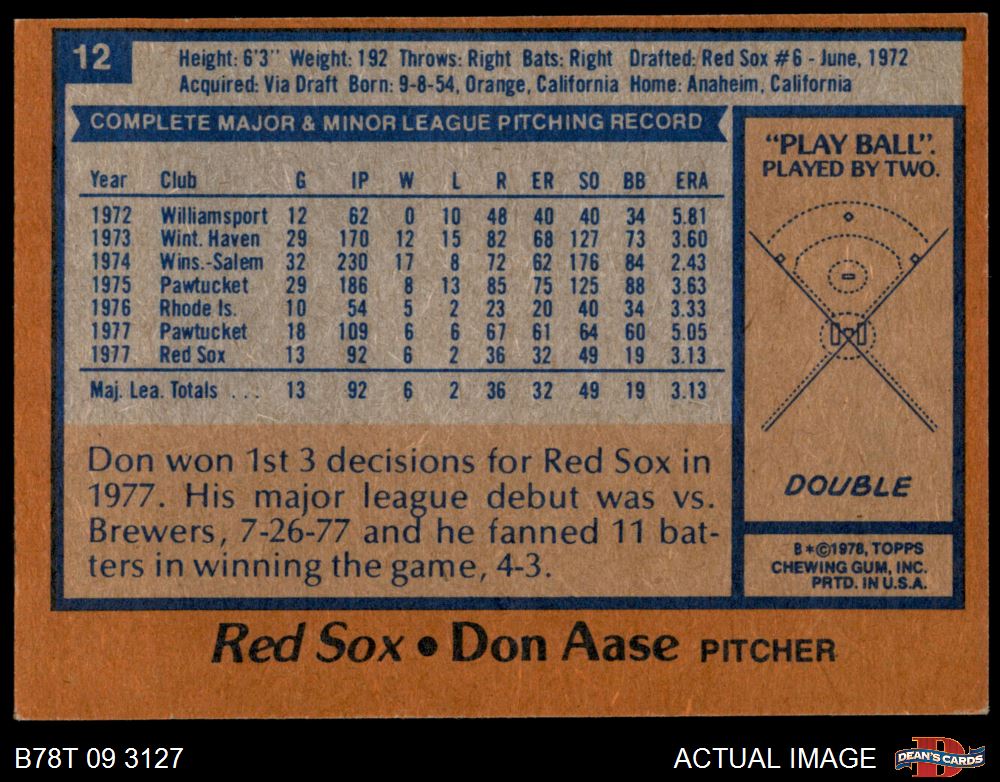 12
Height: 6'3" Weight: 192 Throws: Right Bats: Right Drafted: Red Sox #6 - June, 1972
Acquired: Via Draft Born: 9-8-54, Orange, California Home: Anaheim, California
COMPLETE MAJOR & MINOR LEAGUE PITCHING RECORD
Year Club G IP W L R ER SO BB ERA
1972 Williamsport 12 62 0 10 48 40 40 34 5.81
1973 Wint. Haven 29 170 12 15 82 68 127 73 3.60
1974 Wins.-Salem 32 230 17 8 72 62 176 84 2.43
1975 Pawtucket 29 186 8 13 85 75 125 88 3.63
1976 Rhode Is. 10 54 5 2 23 20 40 34 3.33
1977 Pawtucket 18 109 6 6 67 61 64 60 5.05
1977 Red Sox 13 92 6 2 36 32 49 19 3.13
Maj. Lea. Totals . . . 13 92 6 2 36 32 49 19 3.13
Don won 1st 3 decisions for Red Sox in
1977. His major league debut was vs.
Brewers, 7-26-77 and he fanned 11 bat-
ters in winning the game, 4-3.
"PLAY BALL".
PLAYED BY TWO.
DOUBLE
B*©1978, TOPPS
CHEWING GUM, INC.
PRTD. IN U.S.A.
Red Sox • Don Aase PITCHER
B78T 09 3127
ACTUAL IMAGE
D
DEAN'S CARDS